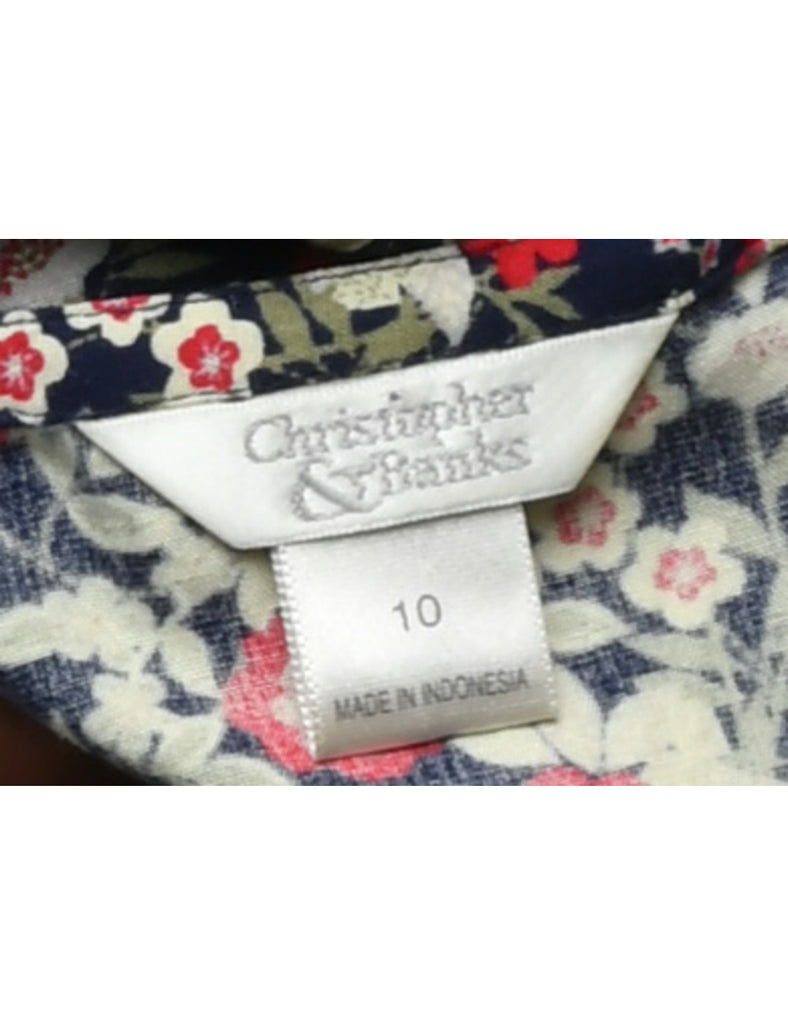 Christopher
& Banks
10
MADE IN INDONESIA